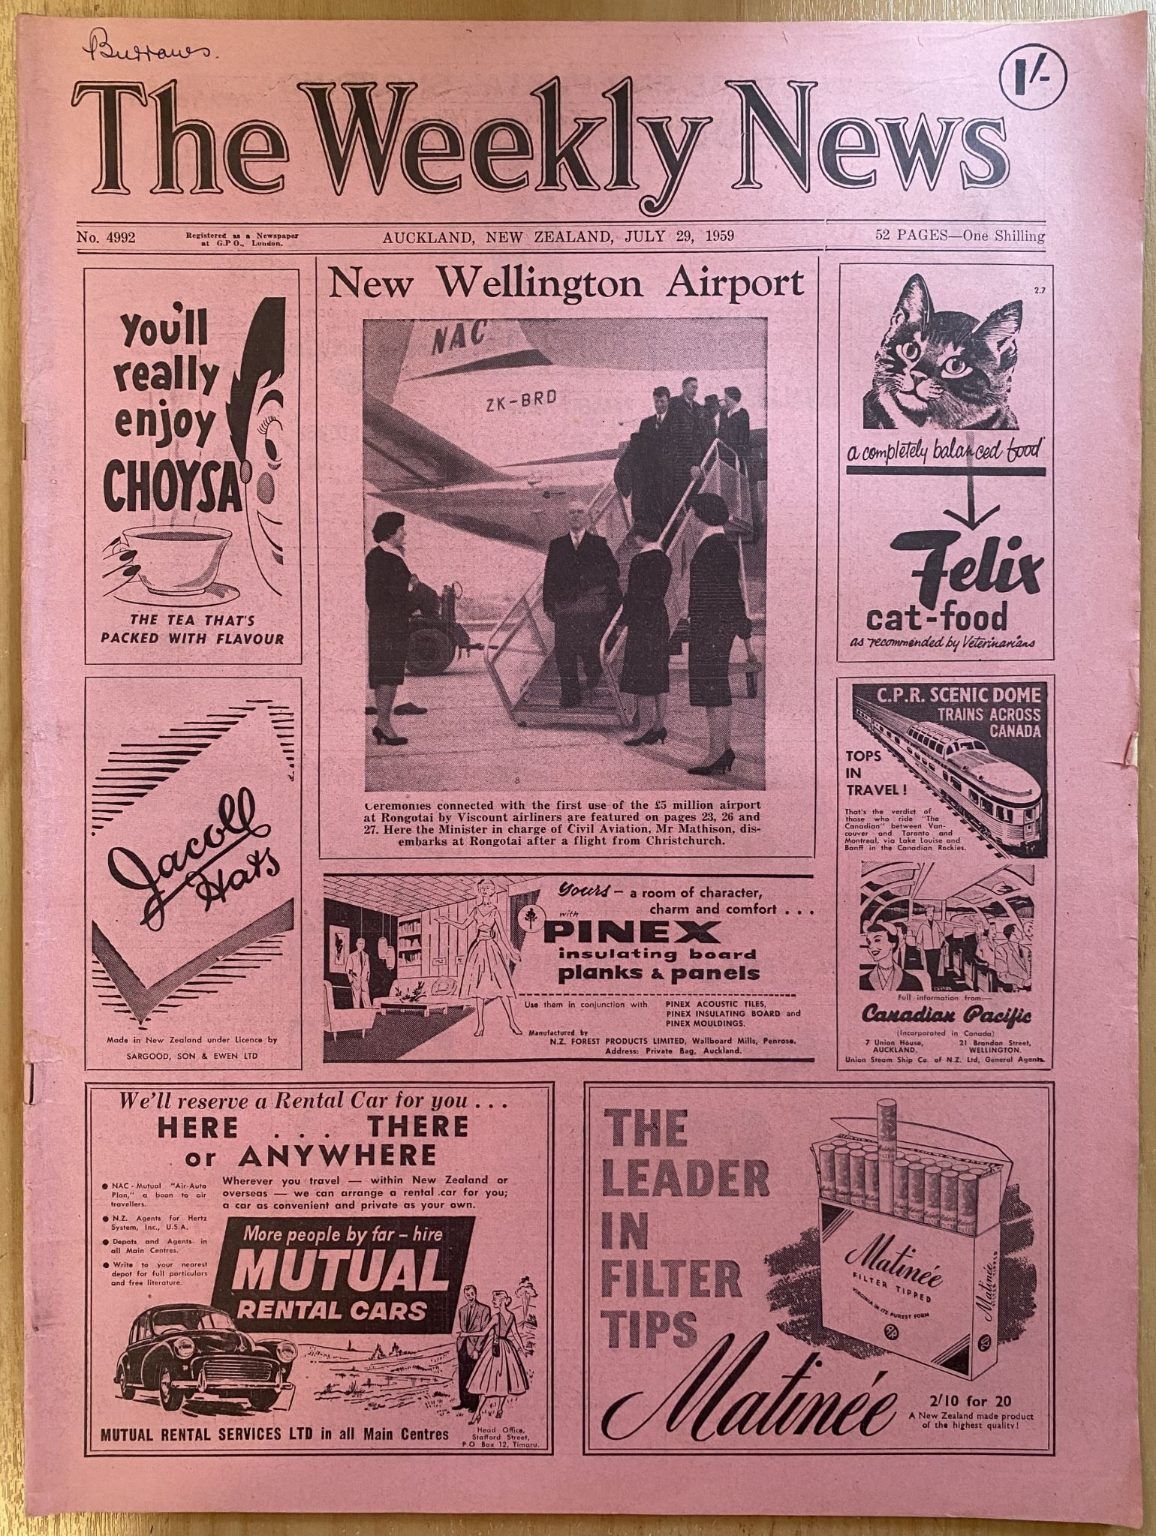 Burrows.
1/-
The Weekly News
No. 4992
Registered as a Newspaper
at G.P.O., London.
AUCKLAND, NEW ZEALAND, JULY 29, 1959
52 PAGES—One Shilling
You'll
really
enjoy
CHOYSA
THE TEA THAT'S
PACKED WITH FLAVOUR
New Wellington Airport
NAC
ZK-BRD
Ceremonies connected with the first use of the £5 million airport
at Rongotai by Viscount airliners are featured on pages 23, 26 and
27. Here the Minister in charge of Civil Aviation, Mr Mathison, dis-
embarks at Rongotai after a flight from Christchurch.
2.7
a completely balanced food
Felix
cat-food
as recommended by Veterinarians
Jacoll
Hats
Made in New Zealand under Licence by
SARGOOD, SON & EWEN LTD
Yours — a room of character,
charm and comfort . . .
with
PINEX
insulating board
planks & panels
Use them in conjunction with
PINEX ACOUSTIC TILES,
PINEX INSULATING BOARD and
PINEX MOULDINGS.
Manufactured by
N.Z. FOREST PRODUCTS LIMITED, Wallboard Mills, Penrose.
Address: Private Bag, Auckland.
C.P.R. SCENIC DOME
TRAINS ACROSS
CANADA
TOPS
IN
TRAVEL!
That's the verdict of
those who ride "The
Canadian" between Van-
couver and Toronto and
Montreal, via Lake Louise and
Banff in the Canadian Rockies.
Full information from—
Canadian Pacific
(Incorporated in Canada)
7 Union House,
AUCKLAND.
21 Brandon Street,
WELLINGTON.
Union Steam Ship Co. of N.Z. Ltd, General Agents.
We'll reserve a Rental Car for you . . .
HERE . . . THERE
or ANYWHERE
● NAC-Mutual "Air-Auto
Plan," a boon to air
travellers.
● N.Z. Agents for Hertz
System, Inc., U.S.A.
● Depots and Agents in
all Main Centres.
● Write to your nearest
depot for full particulars
and free literature.
Wherever you travel — within New Zealand or
overseas — we can arrange a rental car for you;
a car as convenient and private as your own.
More people by far - hire
MUTUAL
RENTAL CARS
MUTUAL RENTAL SERVICES LTD in all Main Centres
Head Office,
Stafford Street,
P.O Box 12, Timaru.
THE
LEADER
IN
FILTER
TIPS
Matinée
FILTER TIPPED
VIRGINIA IN ITS PUREST FORM
Matinée
Matinée
2/10 for 20
A New Zealand made product
of the highest quality!